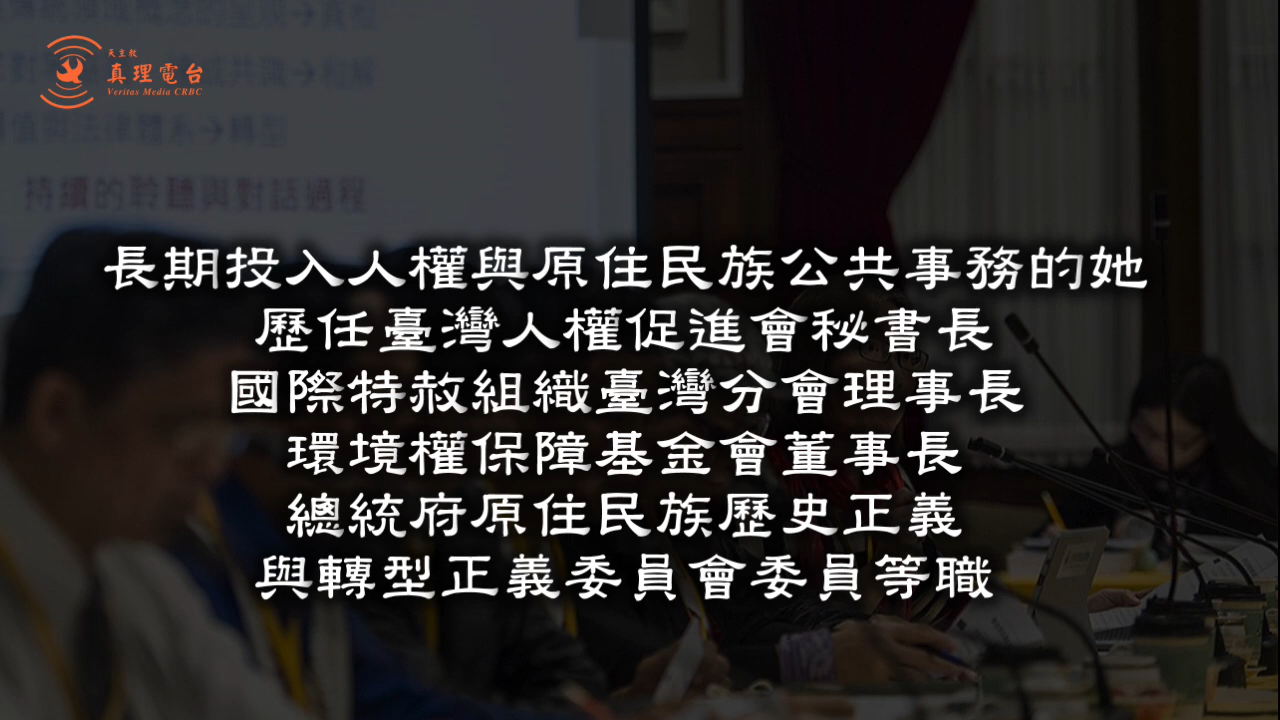 天主教
真理電台
Veritas Media CRBC
持續的聆聽與對話過程
長期投入人權與原住民族公共事務的她
歷任臺灣人權促進會秘書長
國際特赦組織臺灣分會理事長
環境權保障基金會董事長
總統府原住民族歷史正義
與轉型正義委員會委員等職